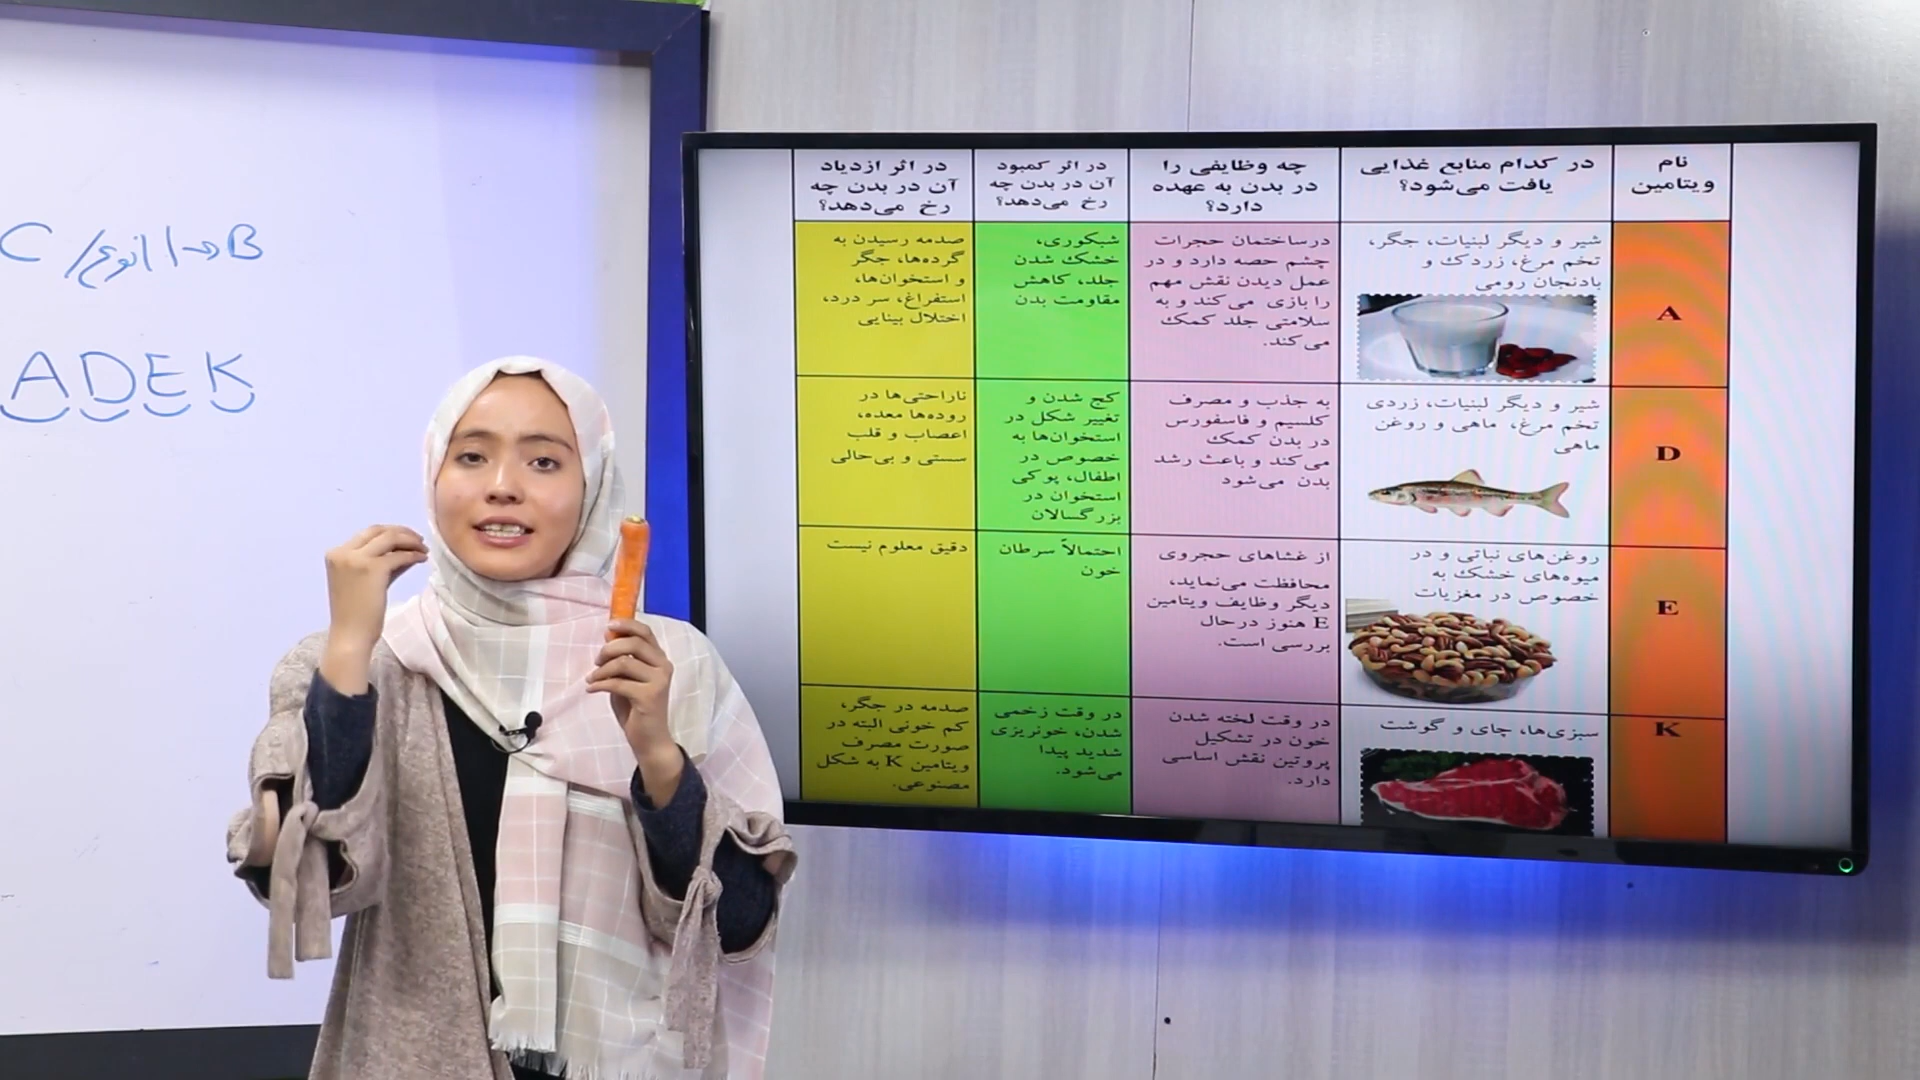 C / انواع ↔ B
ADEK
نام
ویتامین
در کدام منابع غذایی
یافت می‌شود؟
چه وظایفی را
در بدن به عهده
دارد؟
در اثر کمبود
آن در بدن چه
رخ می‌دهد؟
در اثر ازدیاد
آن در بدن چه
رخ می‌دهد؟
A
شیر و دیگر لبنیات، جگر،
تخم مرغ، زردک و
بادنجان رومی
درساختمان حجرات
چشم حصه دارد و در
عمل دیدن نقش مهم
را بازی می‌کند و به
سلامتی جلد کمک
می‌کند.
شبکوری،
خشک شدن
جلد، کاهش
مقاومت بدن
صدمه رسیدن به
گرده‌ها، جگر
و استخوان‌ها،
استفراغ، سر درد،
اختلال بینایی
D
شیر و دیگر لبنیات، زردی
تخم مرغ، ماهی و روغن
ماهی
به جذب و مصرف
کلسیم و فاسفورس
در بدن کمک
می‌کند و باعث رشد
بدن می‌شود
کج شدن و
تغییر شکل در
استخوان‌ها به
خصوص در
اطفال، پوکی
استخوان در
بزرگسالان
ناراحتی‌ها در
روده‌ها معده،
اعصاب و قلب
سستی و بی‌حالی
E
روغن‌های نباتی و در
میوه‌های خشک به
خصوص در مغزیات
از غشاهای حجروی
محافظت می‌نماید،
دیگر وظایف ویتامین
E هنوز درحال
بررسی است.
احتمالاً سرطان
خون
دقیق معلوم نیست
K
سبزی‌ها، چای و گوشت
در وقت لخته شدن
خون در تشکیل
پروتین نقش اساسی
دارد.
در وقت زخمی
شدن، خونریزی
شدید پیدا
می‌شود.
صدمه در جگر،
کم خونی البته در
صورت مصرف
ویتامین K به شکل
مصنوعی.